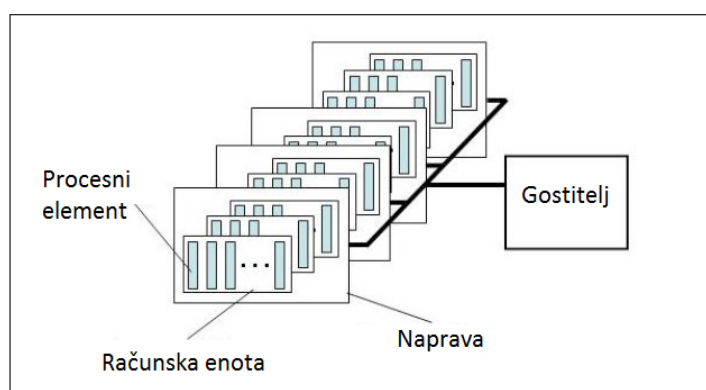 Procesni
element
Gostitelj
Naprava
Računska enota